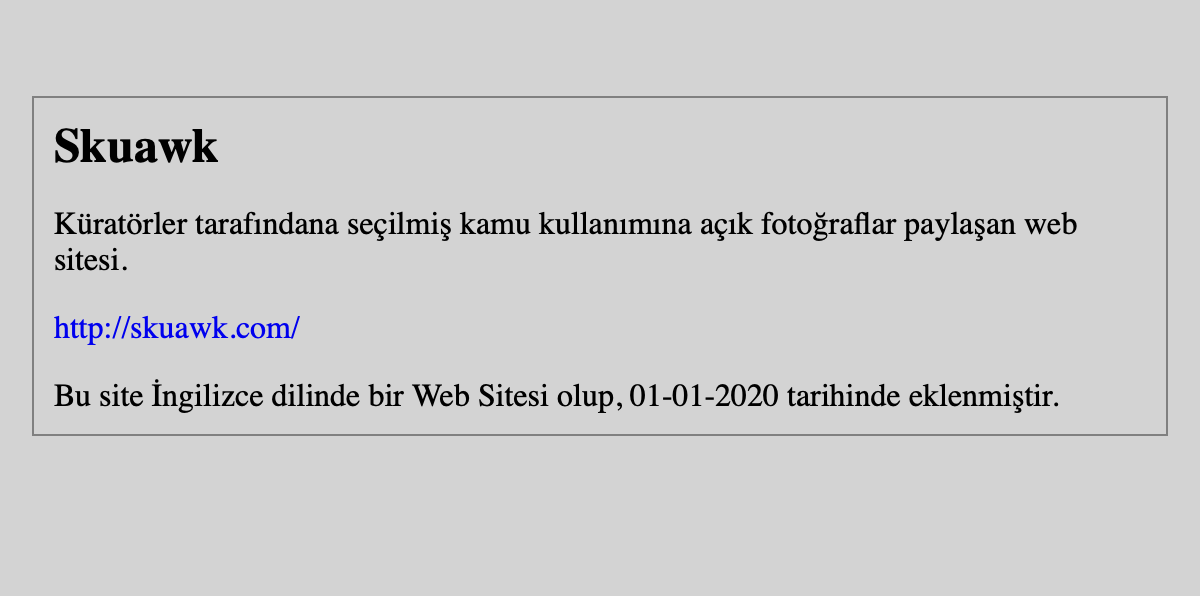 Skuawk
Küratörler tarafındana seçilmiş kamu kullanımına açık fotoğraflar paylaşan web
sitesi.
http://skuawk.com/
Bu site İngilizce dilinde bir Web Sitesi olup, 01-01-2020 tarihinde eklenmiştir.